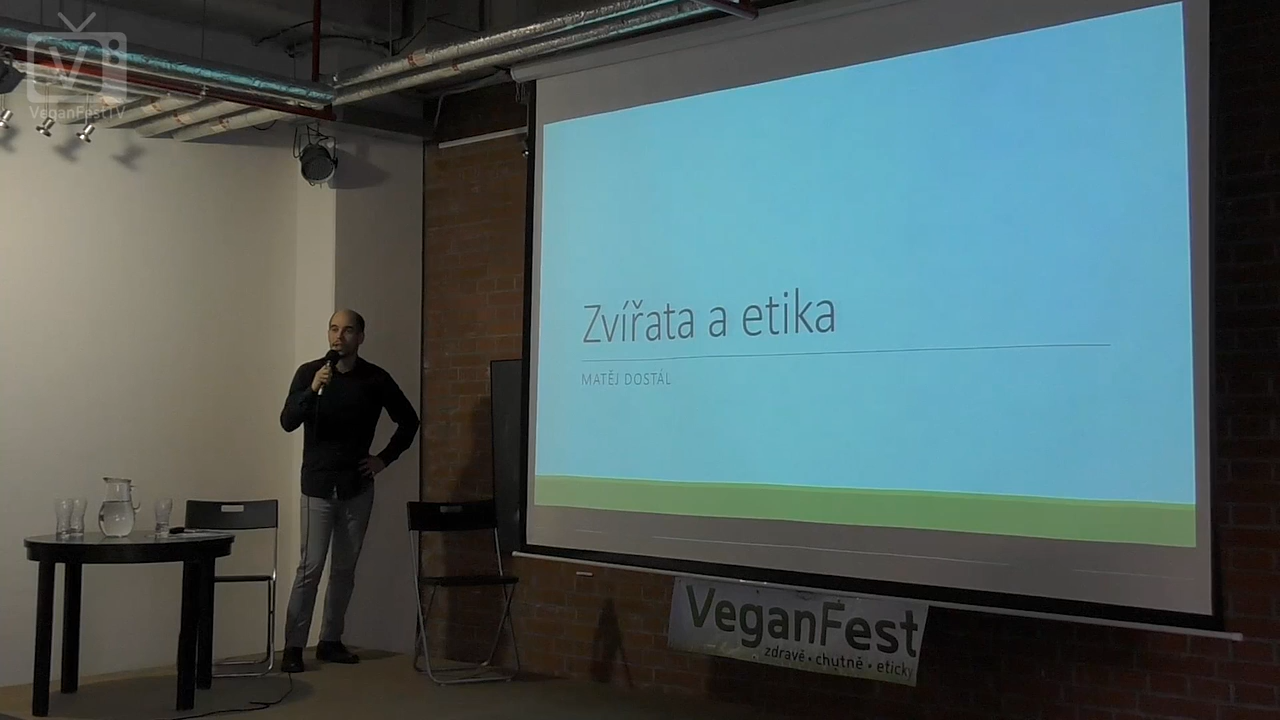 V
VeganFestTV
Zvířata a etika
MATĚJ DOSTÁL
VeganFest
zdravě • chutně • eticky